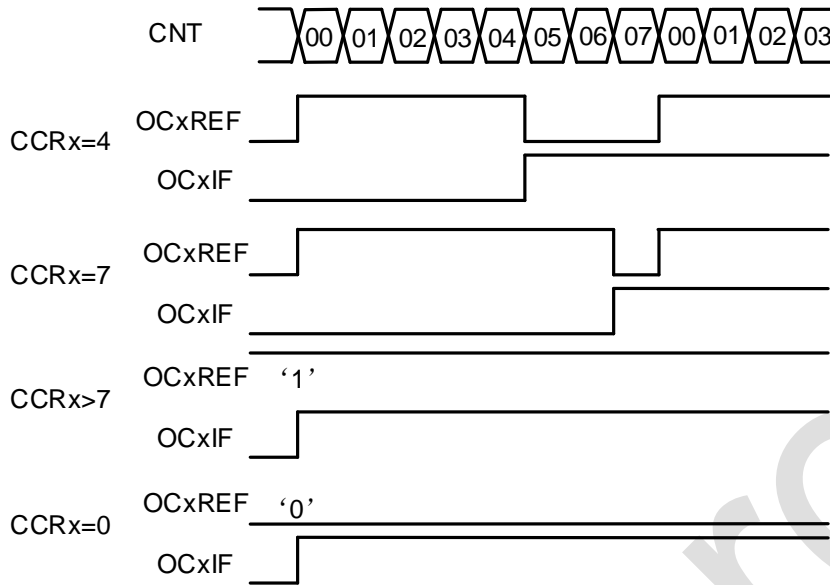 CNT 00 01 02 03 04 05 06 07 00 01 02 03
OCxREF
CCRx=4
OCxIF
OCxREF
CCRx=7
OCxIF
OCxREF ‘1’
CCRx>7
OCxIF
OCxREF ‘0’
CCRx=0
OCxIF